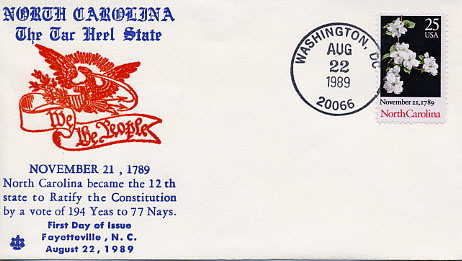 NORTH CAROLINA
The Tar Heel State
We
the People
NOVEMBER 21 , 1789
North Carolina became the 12 th
state to Ratify the Constitution
by a vote of 194 Yeas to 77 Nays.
First Day of Issue
Fayetteville , N. C.
August 22 , 1989
WASHINGTON, DC
AUG
22
1989
20066
25
USA
November 21, 1789
North Carolina